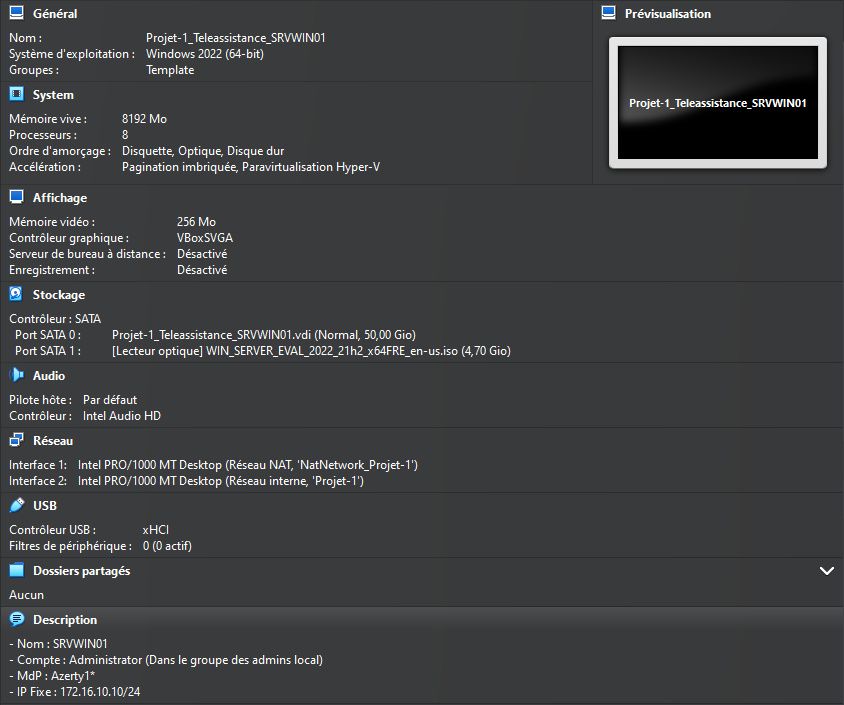 Général
Nom : Projet-1_Teleassistance_SRVWIN01
Système d'exploitation : Windows 2022 (64-bit)
Groupes : Template
Prévisualisation
Projet-1_Teleassistance_SRVWIN01
System
Mémoire vive : 8192 Mo
Processeurs : 8
Ordre d'amorçage : Disquette, Optique, Disque dur
Accélération : Pagination imbriquée, Paravirtualisation Hyper-V
Affichage
Mémoire vidéo : 256 Mo
Contrôleur graphique : VBoxSVGA
Serveur de bureau à distance : Désactivé
Enregistrement : Désactivé
Stockage
Contrôleur : SATA
Port SATA 0 : Projet-1_Teleassistance_SRVWIN01.vdi (Normal, 50,00 Gio)
Port SATA 1 : [Lecteur optique] WIN_SERVER_EVAL_2022_21h2_x64FRE_en-us.iso (4,70 Gio)
Audio
Pilote hôte : Par défaut
Contrôleur : Intel Audio HD
Réseau
Interface 1: Intel PRO/1000 MT Desktop (Réseau NAT, 'NatNetwork_Projet-1')
Interface 2: Intel PRO/1000 MT Desktop (Réseau interne, 'Projet-1')
USB
Contrôleur USB : xHCI
Filtres de périphérique : 0 (0 actif)
Dossiers partagés
Aucun
Description
- Nom : SRVWIN01
- Compte : Administrator (Dans le groupe des admins local)
- MdP : Azerty1*
- IP Fixe : 172.16.10.10/24